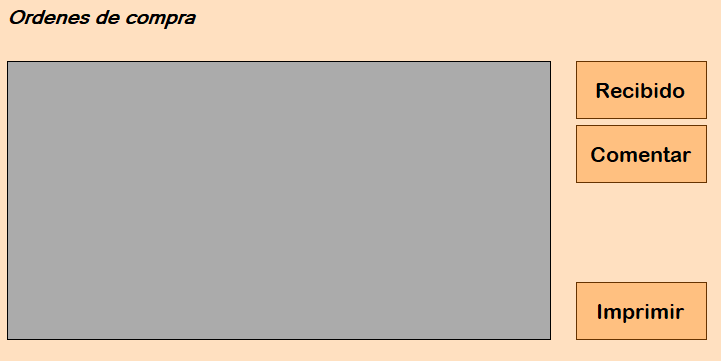 Ordenes de compra
Recibido
Comentar
Imprimir